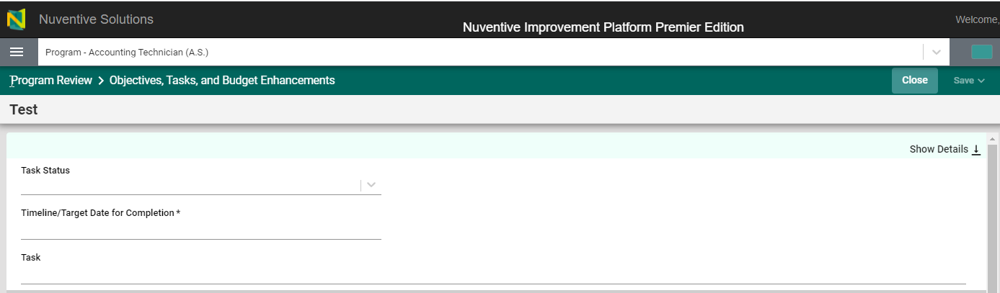 Nuventive Solutions
Nuventive Improvement Platform Premier Edition
Welcome,
Program - Accounting Technician (A.S.)
Program Review > Objectives, Tasks, and Budget Enhancements
Close
Save
Test
Show Details
Task Status
Timeline/Target Date for Completion *
Task